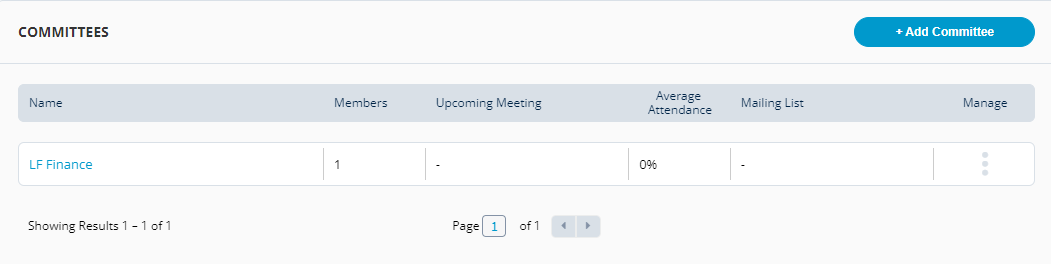 COMMITTEES
+ Add Committee
Name Members Upcoming Meeting Average Attendance Mailing List Manage
LF Finance 1 - 0% -
Showing Results 1 – 1 of 1 Page 1 of 1